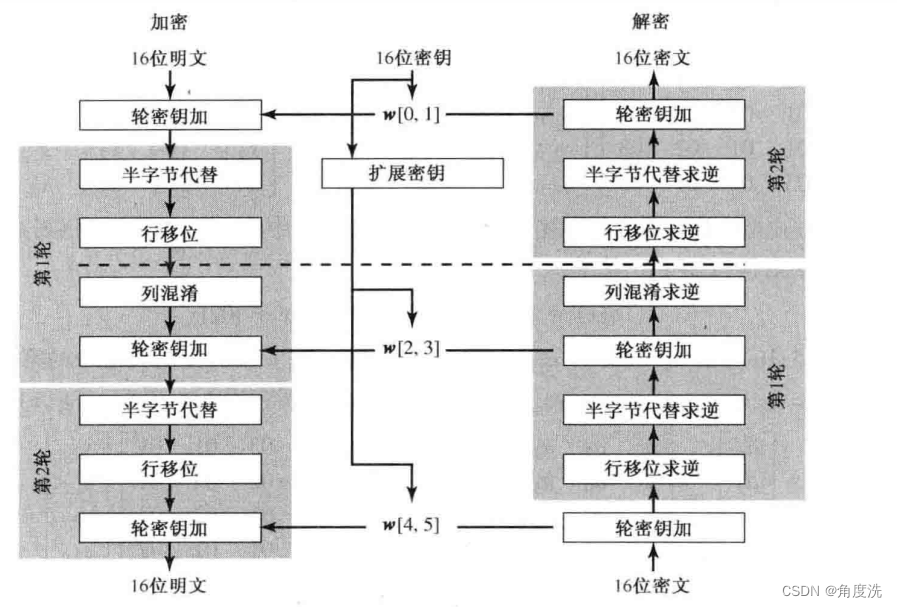 加密
解密
16位明文
16位密钥
16位密文
轮密钥加
w[0, 1]
轮密钥加
半字节代替
扩展密钥
半字节代替求逆
第2轮
行移位
行移位求逆
第1轮
列混淆
列混淆求逆
轮密钥加
w[2, 3]
轮密钥加
第1轮
半字节代替
半字节代替求逆
第2轮
行移位
行移位求逆
轮密钥加
w[4, 5]
轮密钥加
16位明文
16位密文
CSDN @角度洗